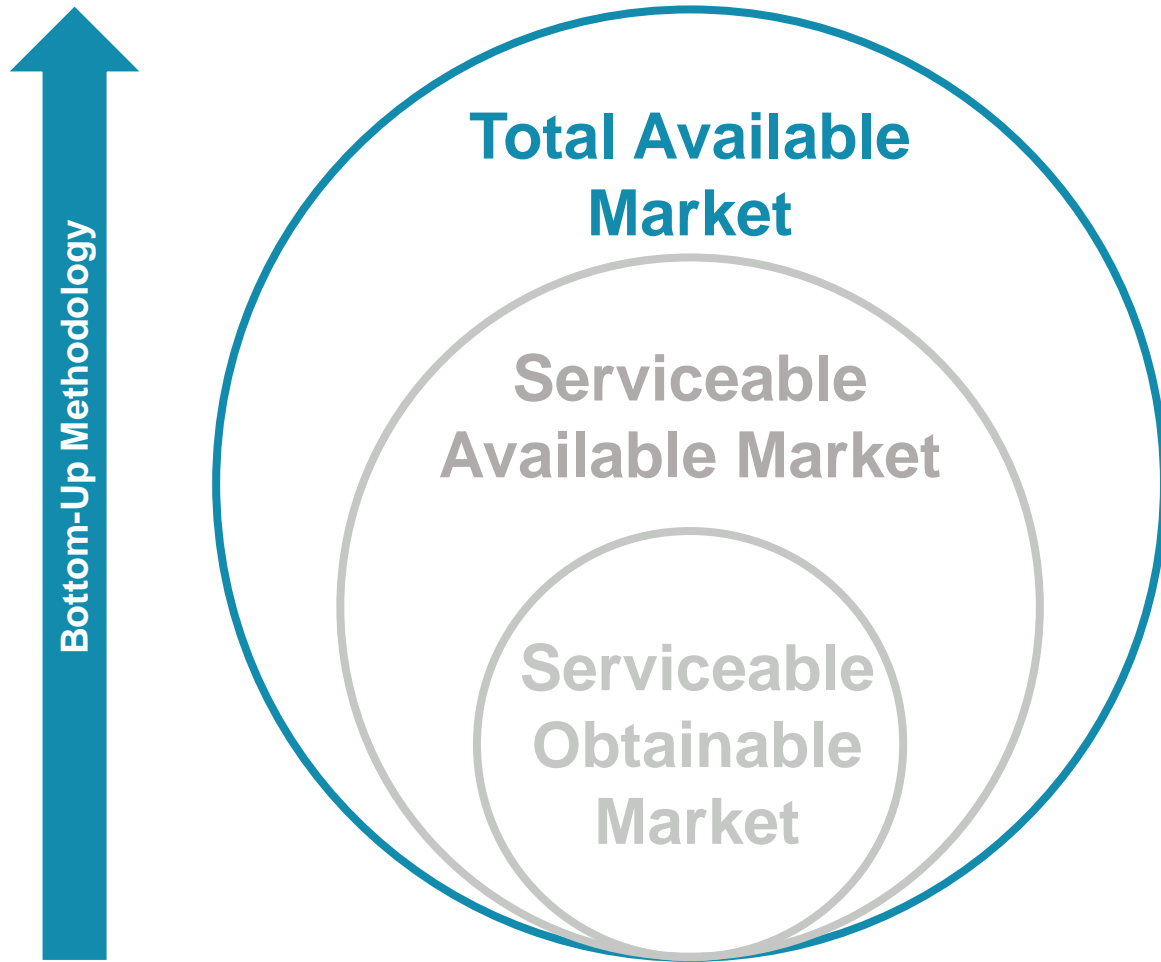 Bottom-Up Methodology
Total Available
Market
Serviceable
Available Market
Serviceable
Obtainable
Market